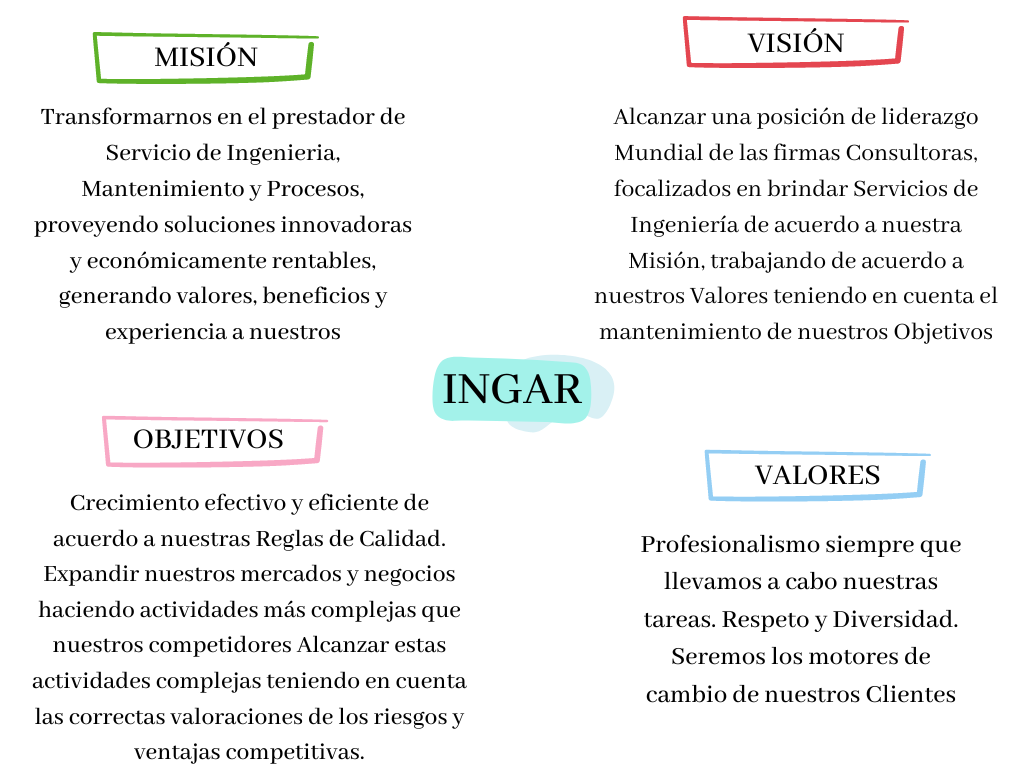 MISIÓN
Transformarnos en el prestador de
Servicio de Ingenieria,
Mantenimiento y Procesos,
proveyendo soluciones innovadoras
y económicamente rentables,
generando valores, beneficios y
experiencia a nuestros
VISIÓN
Alcanzar una posición de liderazgo
Mundial de las firmas Consultoras,
focalizados en brindar Servicios de
Ingeniería de acuerdo a nuestra
Misión, trabajando de acuerdo a
nuestros Valores teniendo en cuenta el
mantenimiento de nuestros Objetivos
INGAR
OBJETIVOS
Crecimiento efectivo y eficiente de
acuerdo a nuestras Reglas de Calidad.
Expandir nuestros mercados y negocios
haciendo actividades más complejas que
nuestros competidores Alcanzar estas
actividades complejas teniendo en cuenta
las correctas valoraciones de los riesgos y
ventajas competitivas.
VALORES
Profesionalismo siempre que
llevamos a cabo nuestras
tareas. Respeto y Diversidad.
Seremos los motores de
cambio de nuestros Clientes